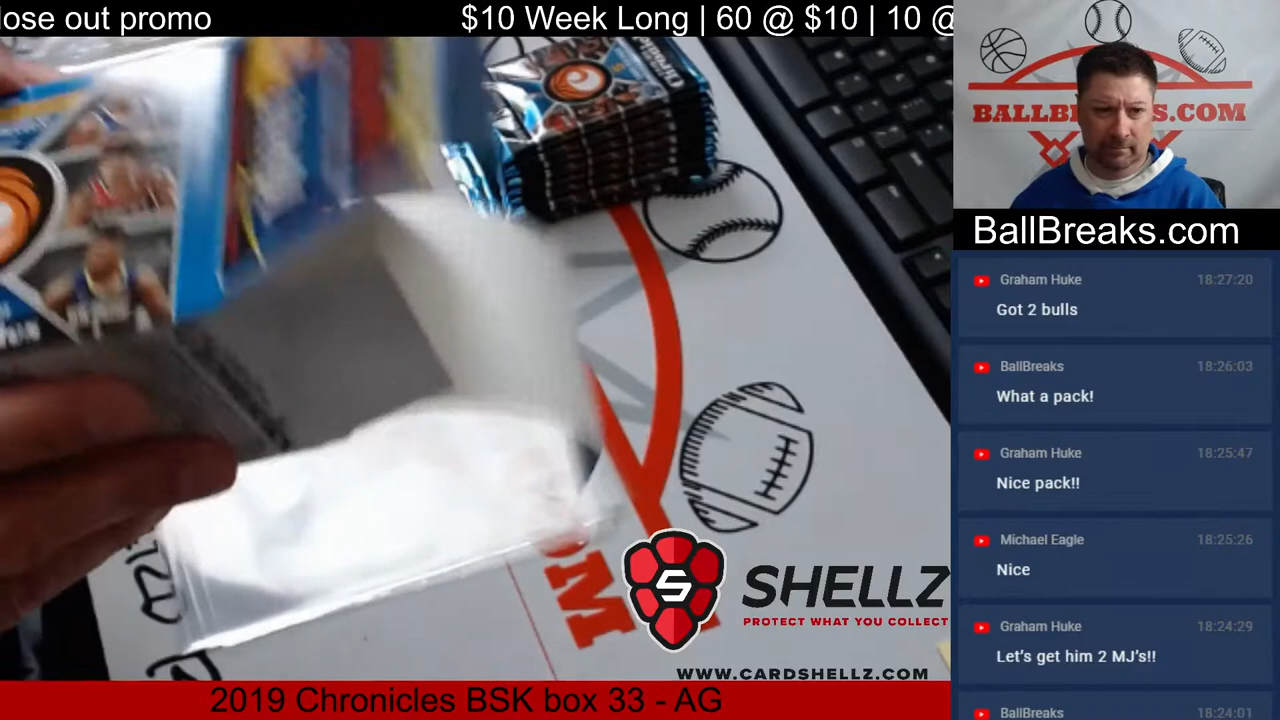 lose out promo
$10 Week Long | 60 @ $10 | 10 @
BALLBREAKS.COM
BallBreaks.com
Graham Huke 18:27:20
Got 2 bulls
BallBreaks 18:26:03
What a pack!
Graham Huke 18:25:47
Nice pack!!
Michael Eagle 18:25:26
Nice
Graham Huke 18:24:29
Let's get him 2 MJ's!!
BallBreaks 18:24:01
Chronicles
OM
S SHELLZ
PROTECT WHAT YOU COLLECT
WWW.CARDSHELLZ.COM
2019 Chronicles BSK box 33 - AG